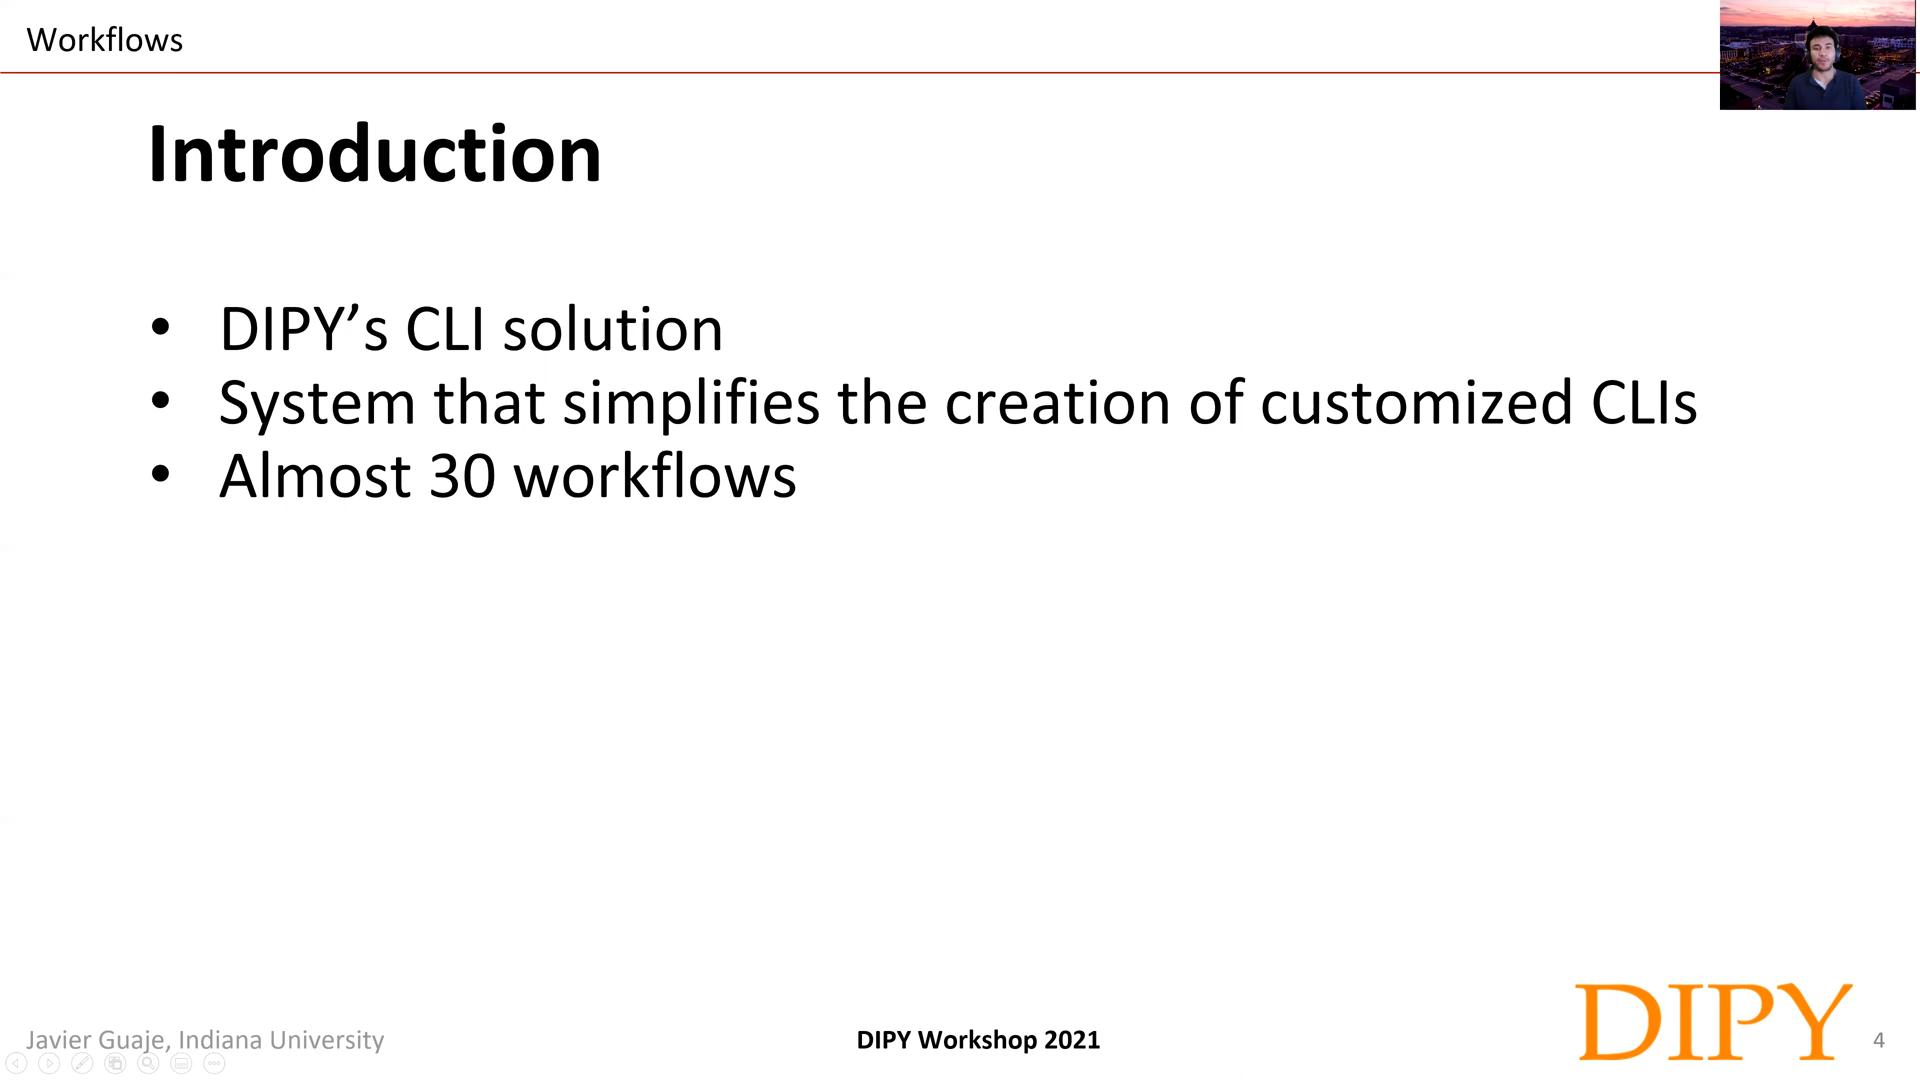 Workflows
Introduction
• DIPY’s CLI solution
• System that simplifies the creation of customized CLIs
• Almost 30 workflows
Javier Guaje, Indiana University
DIPY Workshop 2021
DIPY
4